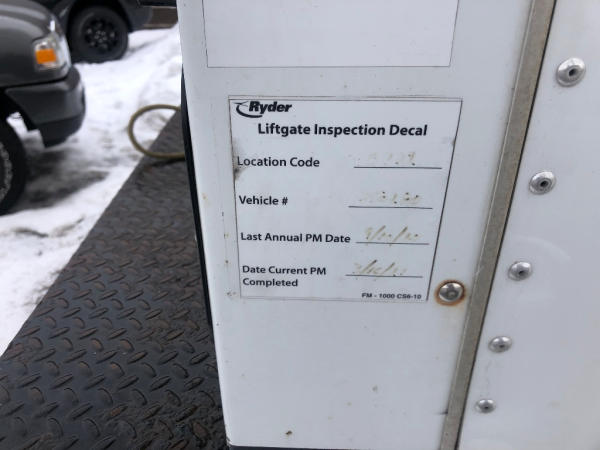 Ryder
Liftgate Inspection Decal
Location Code
Vehicle #
Last Annual PM Date
Date Current PM
Completed
FM - 1000 CS6-10